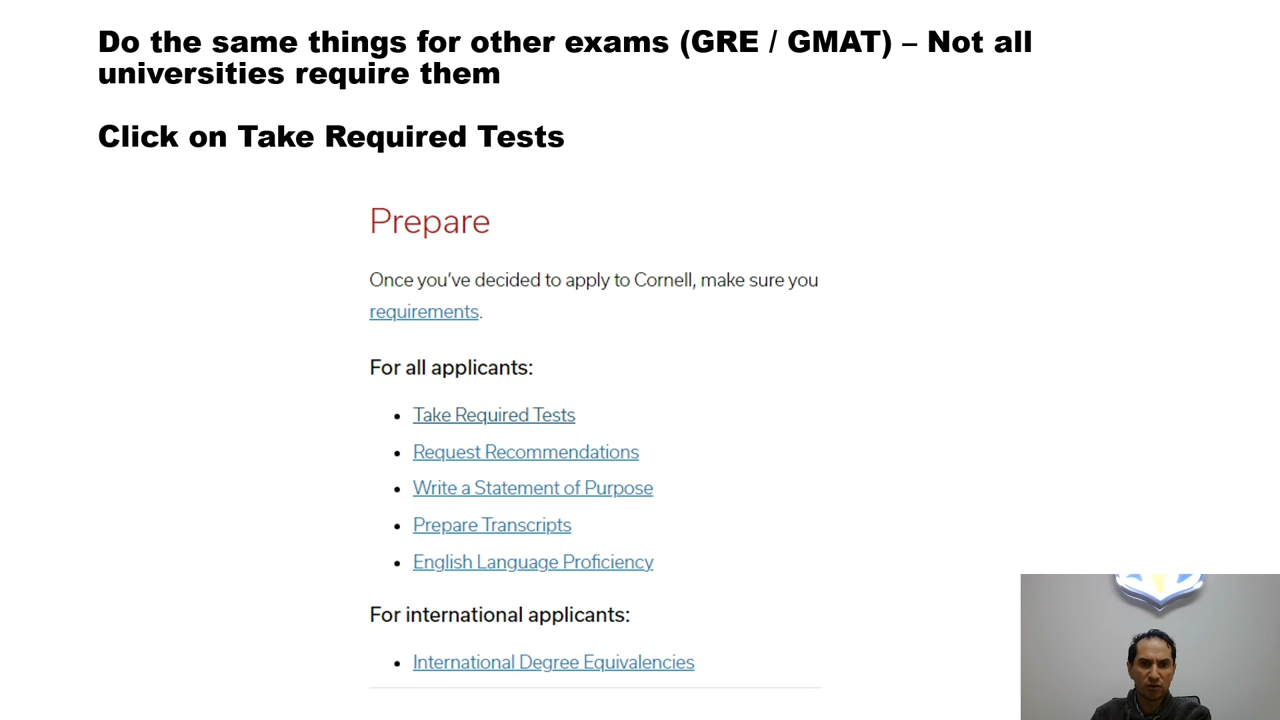 Do the same things for other exams (GRE / GMAT) – Not all
universities require them
Click on Take Required Tests
Prepare
Once you've decided to apply to Cornell, make sure you
requirements.
For all applicants:
• Take Required Tests
• Request Recommendations
• Write a Statement of Purpose
• Prepare Transcripts
• English Language Proficiency
For international applicants:
• International Degree Equivalencies